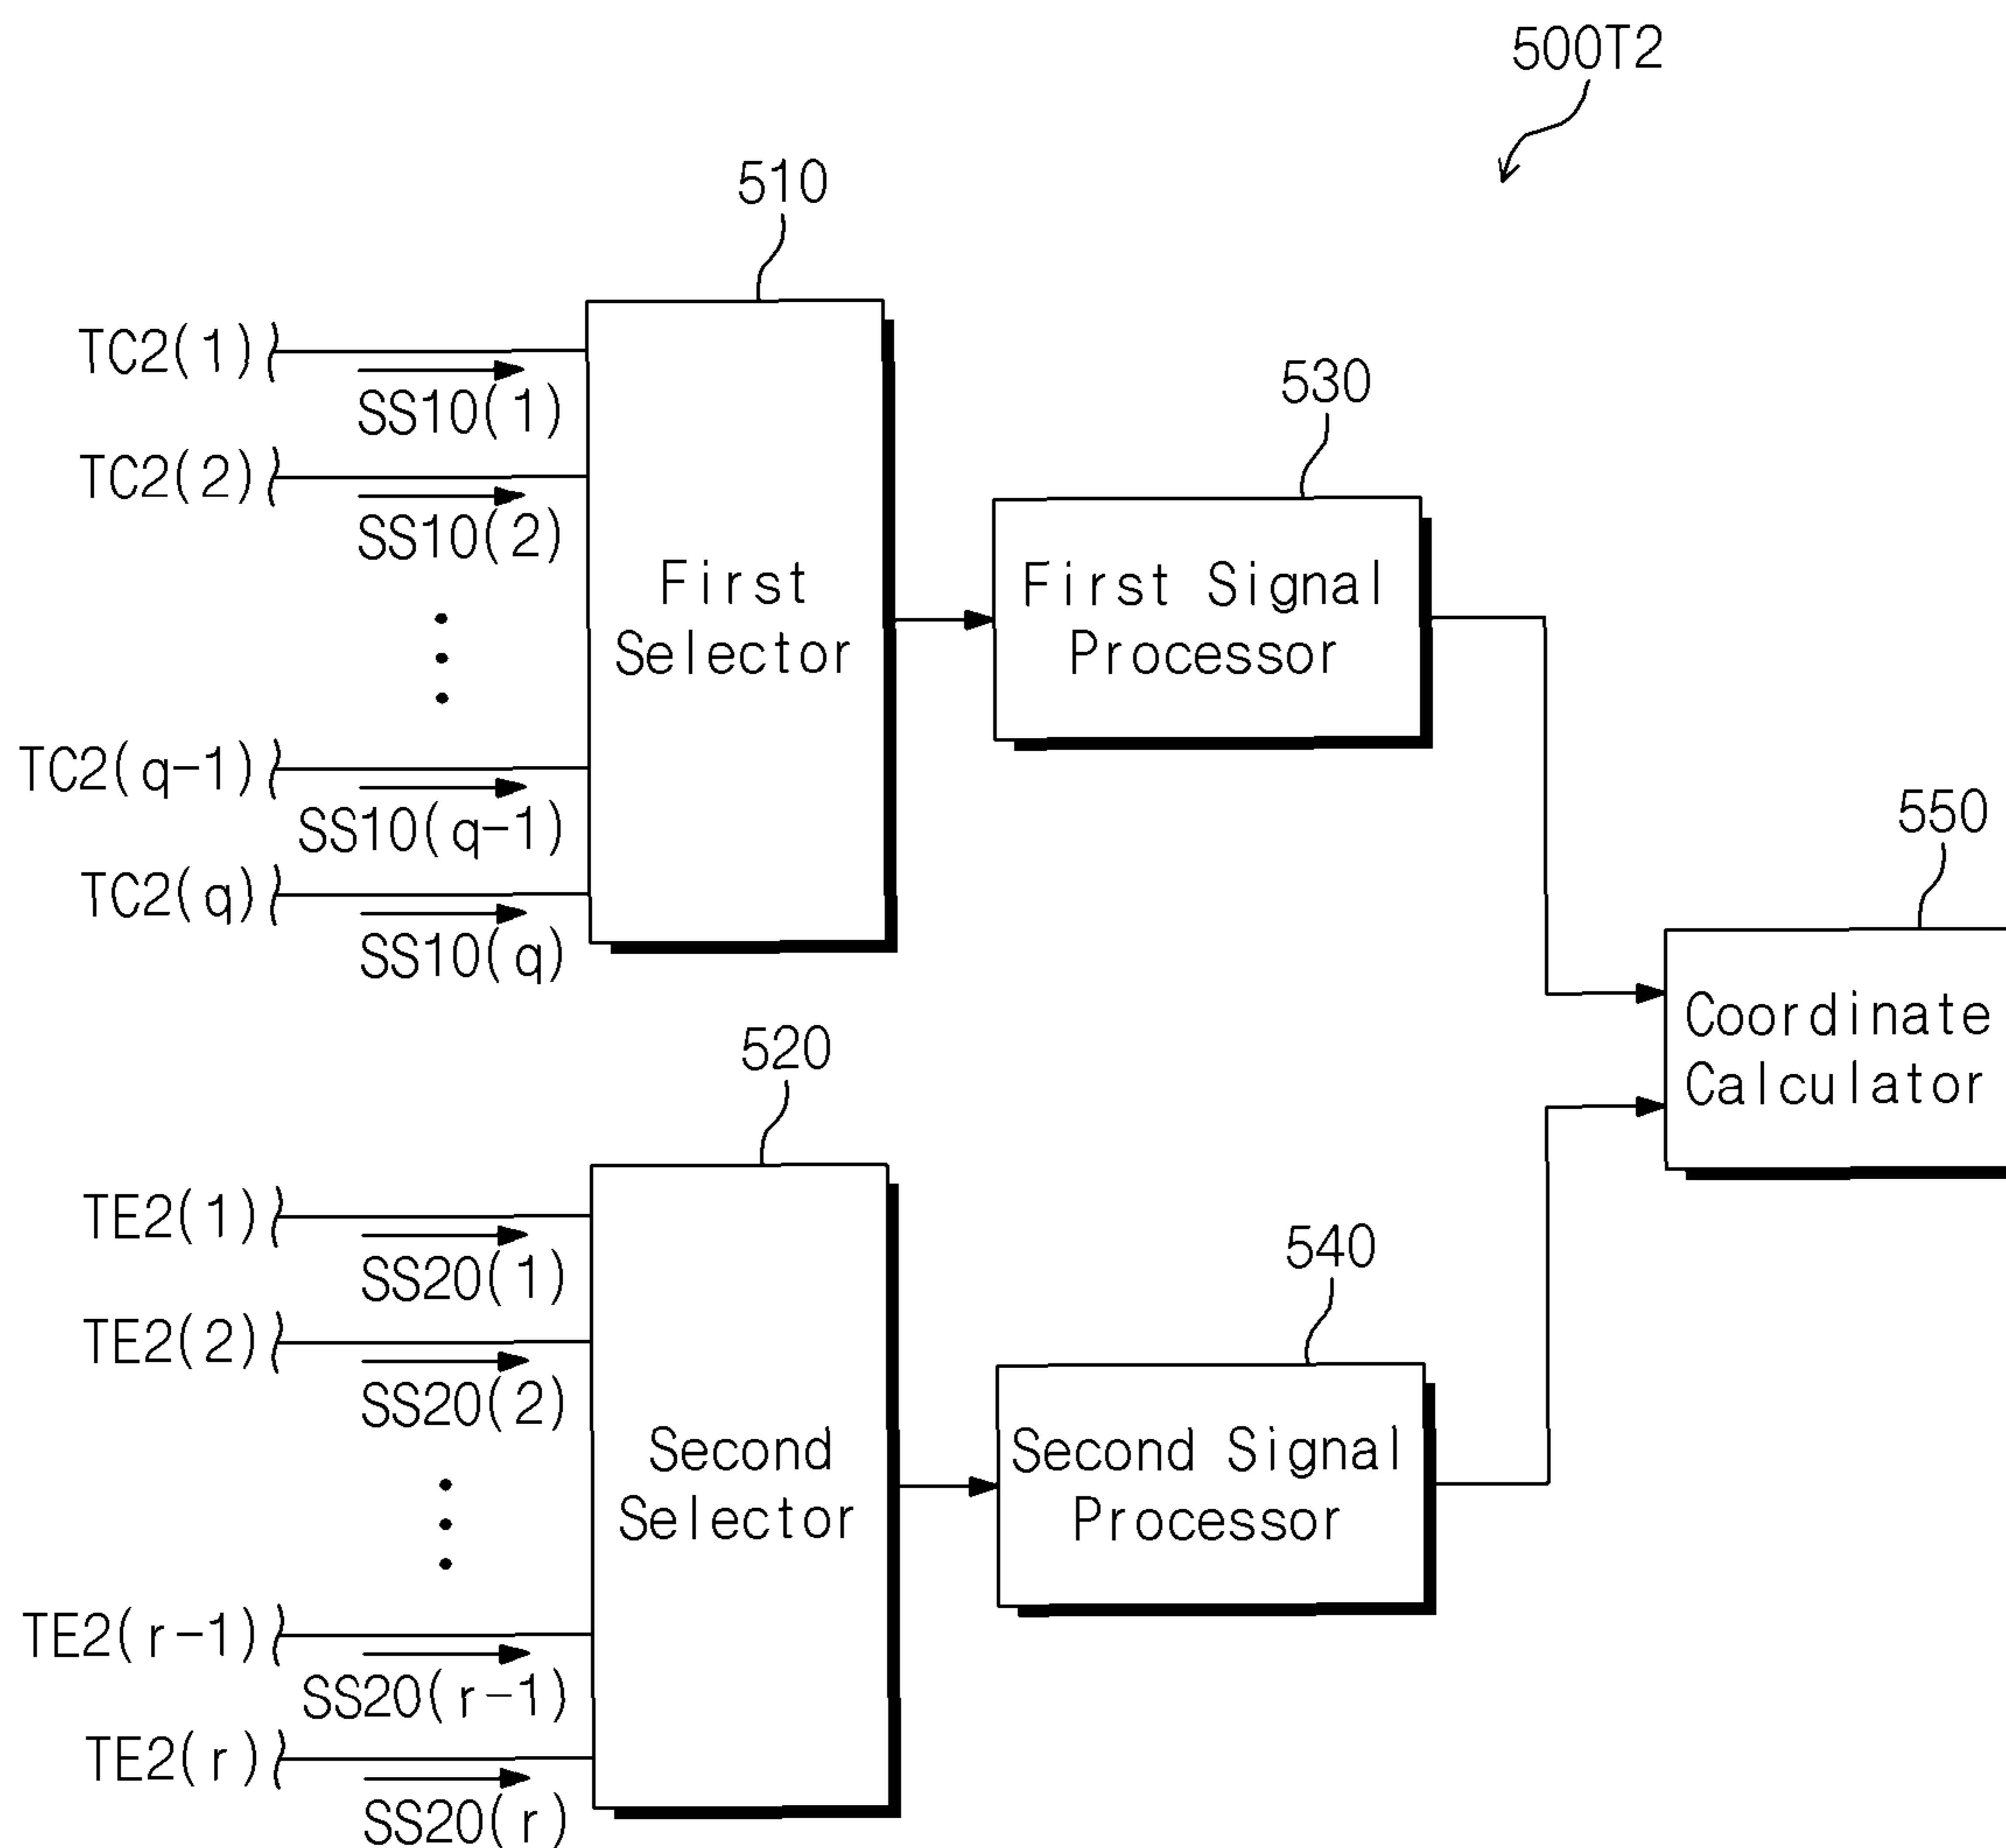 500T2
510
TC2(1)
SS10(1)
TC2(2)
SS10(2)
TC2(q-1)
SS10(q-1)
TC2(q)
SS10(q)
First
Selector
530
First Signal
Processor
550
Coordinate
Calculator
520
TE2(1)
SS20(1)
TE2(2)
SS20(2)
TE2(r-1)
SS20(r-1)
TE2(r)
SS20(r)
Second
Selector
540
Second Signal
Processor